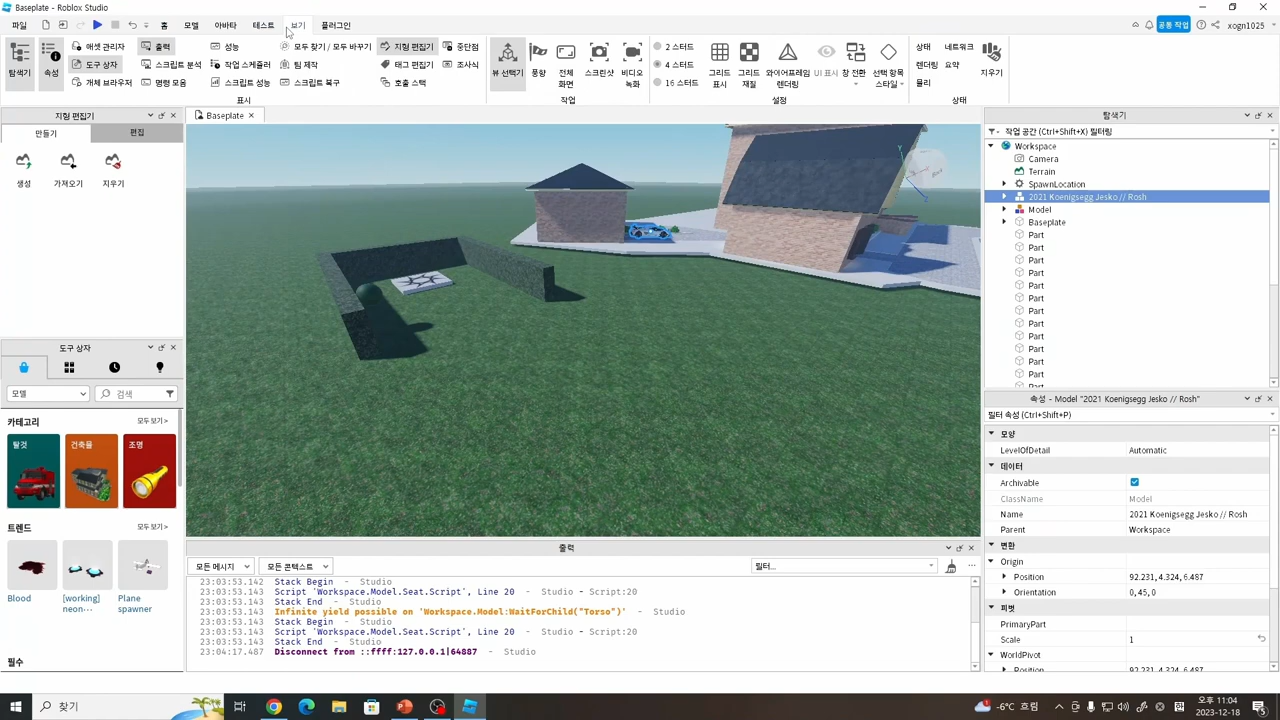 Baseplate - Roblox Studio
파일
홈
모델
아바타
테스트
보기
플러그인
공동 작업
xogn1025
탐색기
속성
애셋 관리자
도구 상자
개체 브라우저
출력
스크립트 분석
명령 모음
성능
작업 스케줄러
스크립트 성능
모두 찾기 / 모두 바꾸기
팀 제작
스크립트 복구
지형 편집기
태그 편집기
호출 스택
중단점
조사식
표시
뷰 선택기
풍향
전체 화면
스크린샷
비디오 녹화
작업
2 스터드
4 스터드
16 스터드
그리드 표시
그리드 재질
와이어프레임 렌더링
UI 표시
창 전환
선택 항목 스타일
설정
상태
네트워크
렌더링
요약
물리
지우기
상태
지형 편집기
만들기
편집
생성
가져오기
지우기
Baseplate
도구 상자
모델
검색
카테고리
모두 보기 >
탈것
건축물
조명
트렌드
모두 보기 >
Blood
[working] neon…
Plane spawner
필수
출력
모든 메시지
모든 콘텍스트
필터...
23:03:53.142 Stack Begin - Studio
23:03:53.143 Script 'Workspace.Model.Seat.Script', Line 20 - Studio - Script:20
23:03:53.143 Stack End - Studio
23:03:53.143 Infinite yield possible on 'Workspace.Model:WaitForChild("Torso")' - Studio
23:03:53.143 Stack Begin - Studio
23:03:53.143 Script 'Workspace.Model.Seat.Script', Line 20 - Studio - Script:20
23:03:53.143 Stack End - Studio
23:04:17.487 Disconnect from ::ffff:127.0.0.1|64887 - Studio
탐색기
작업 공간 (Ctrl+Shift+X) 필터링
Workspace
Camera
Terrain
SpawnLocation
2021 Koenigsegg Jesko // Rosh
Model
Baseplate
Part
Part
Part
Part
Part
Part
Part
Part
Part
Part
Part
Part
Part
속성 - Model "2021 Koenigsegg Jesko // Rosh"
필터 속성 (Ctrl+Shift+P)
모양
LevelOfDetail Automatic
데이터
Archivable
ClassName Model
Name 2021 Koenigsegg Jesko // Rosh
Parent Workspace
변환
Origin
Position 92.231, 4.324, 6.487
Orientation 0, 45, 0
피벗
PrimaryPart
Scale 1
WorldPivot
Position 92.231, 4.324, 6.487
찾기
-6°C 흐림
오후 11:04
2023-12-18